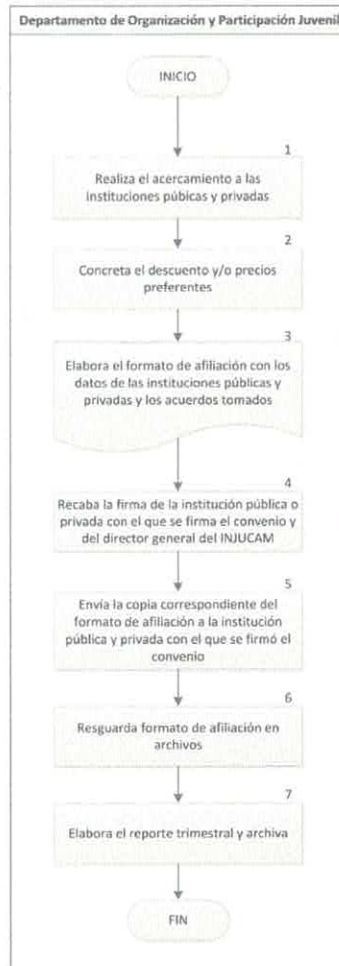 Departamento de Organización y Participación Juvenil
INICIO
1
Realiza el acercamiento a las
instituciones púbicas y privadas
2
Concreta el descuento y/o precios
preferentes
3
Elabora el formato de afiliación con los
datos de las instituciones públicas y
privadas y los acuerdos tomados
4
Recaba la firma de la institución pública o
privada con el que se firma el convenio y
del director general del INJUCAM
5
Envía la copia correspondiente del
formato de afiliación a la institución
pública y privada con el que se firmó el
convenio
6
Resguarda formato de afiliación en
archivos
7
Elabora el reporte trimestral y archiva
FIN